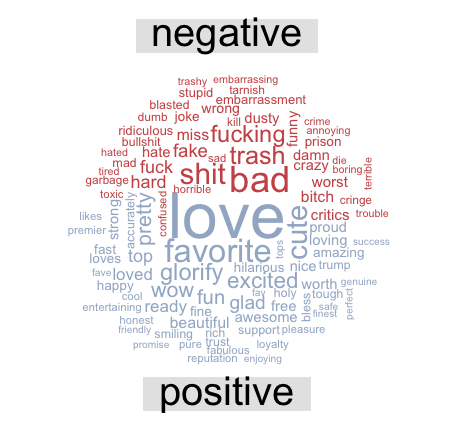 negative
trashy embarrassing
stupid tarnish
blasted wrong embarrassment
dumb joke kill dusty funny crime
ridiculous miss fucking annoying
bullshit prison
hated hate fake sad trash damn die
mad fuck crazy boring
tired shit bad worst terrible
garbage hard horrible
toxic confused bitch cringe
critics trouble
likes strong accurately pretty love cute proud
premier loving success
fast top favorite tops amazing
loves hilarious nice trump
fave loved glorify excited worth genuine
happy wow fav holy bless tough perfect
cool fun glad free safe
entertaining ready fine awesome finest
honest beautiful support pleasure
friendly smiling rich
promise pure trust loyalty
fabulous
reputation enjoying
positive